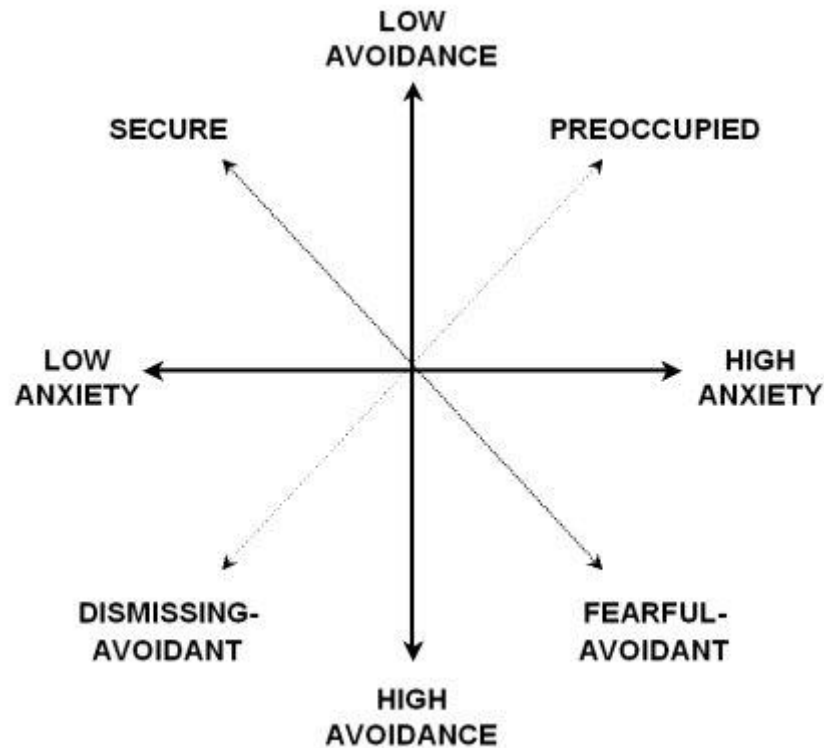 LOW
AVOIDANCE
SECURE
PREOCCUPIED
LOW
ANXIETY
HIGH
ANXIETY
DISMISSING-
AVOIDANT
FEARFUL-
AVOIDANT
HIGH
AVOIDANCE